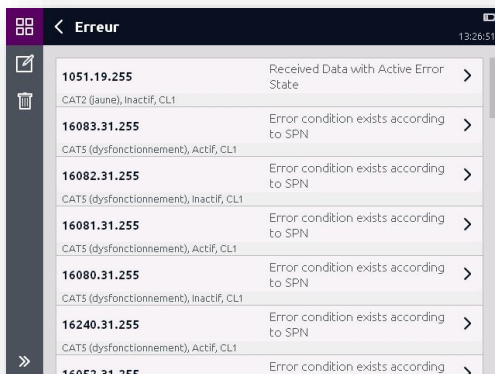 Erreur
13:26:51
1051.19.255
Received Data with Active Error
State
CAT2 (jaune), Inactif, CL1
16083.31.255
Error condition exists according
to SPN
CAT5 (dysfonctionnement), Actif, CL1
16082.31.255
Error condition exists according
to SPN
CAT5 (dysfonctionnement), Inactif, CL1
16081.31.255
Error condition exists according
to SPN
CAT5 (dysfonctionnement), Actif, CL1
16080.31.255
Error condition exists according
to SPN
CAT5 (dysfonctionnement), Inactif, CL1
16240.31.255
Error condition exists according
to SPN
CAT5 (dysfonctionnement), Actif, CL1
16052.31.255
Error condition exists according